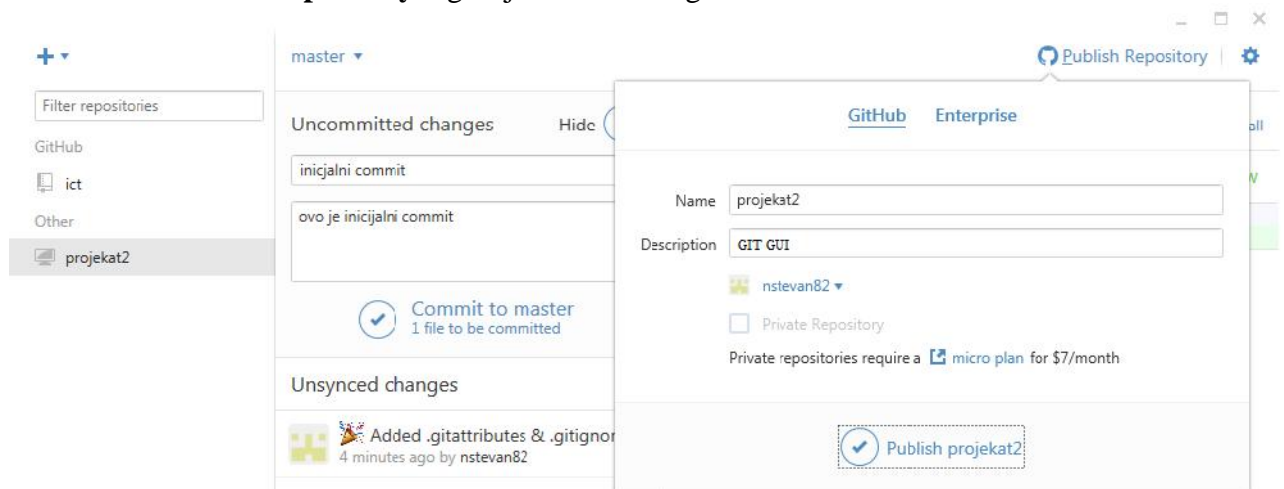 master
Publish Repository
Filter repositories
GitHub
ict
Other
projekat2
Uncommitted changes
Hide
inicjalni commit
ovo je inicijalni commit
Commit to master
1 file to be committed
Unsynced changes
Added .gitattributes & .gitignor
4 minutes ago by nstevan82
GitHub Enterprise
Name projekat2
Description GIT GUI
nstevan82
Private Repository
Private repositories require a micro plan for $7/month
Publish projekat2